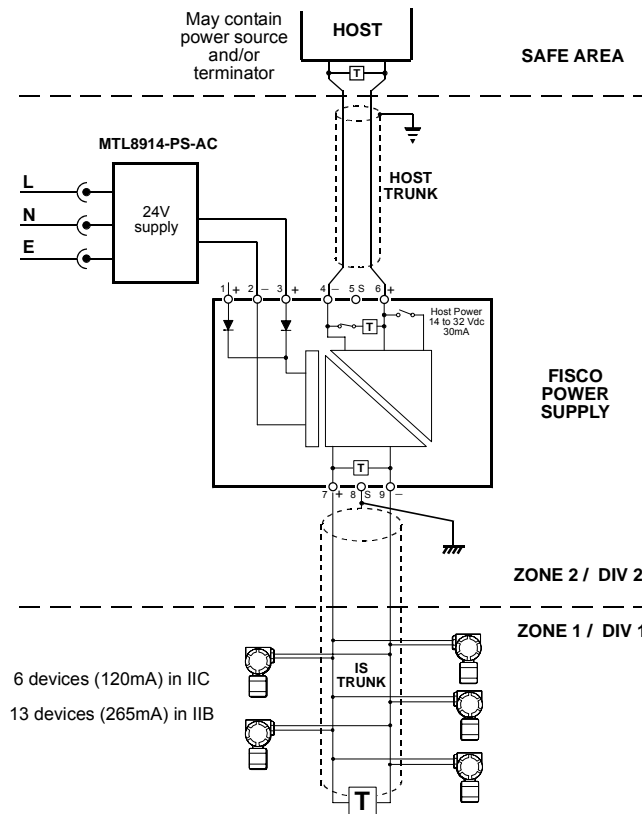 May contain
power source
and/or
terminator
HOST
T
SAFE AREA
MTL8914-PS-AC
L
N
E
24V
supply
HOST
TRUNK
1 + 2 – 3 + 4 – 5 S 6 +
T
Host Power
14 to 32 Vdc
30mA
FISCO
POWER
SUPPLY
T
7 + 8 S 9 –
ZONE 2 / DIV 2
ZONE 1 / DIV 1
6 devices (120mA) in IIC
13 devices (265mA) in IIB
IS
TRUNK
T